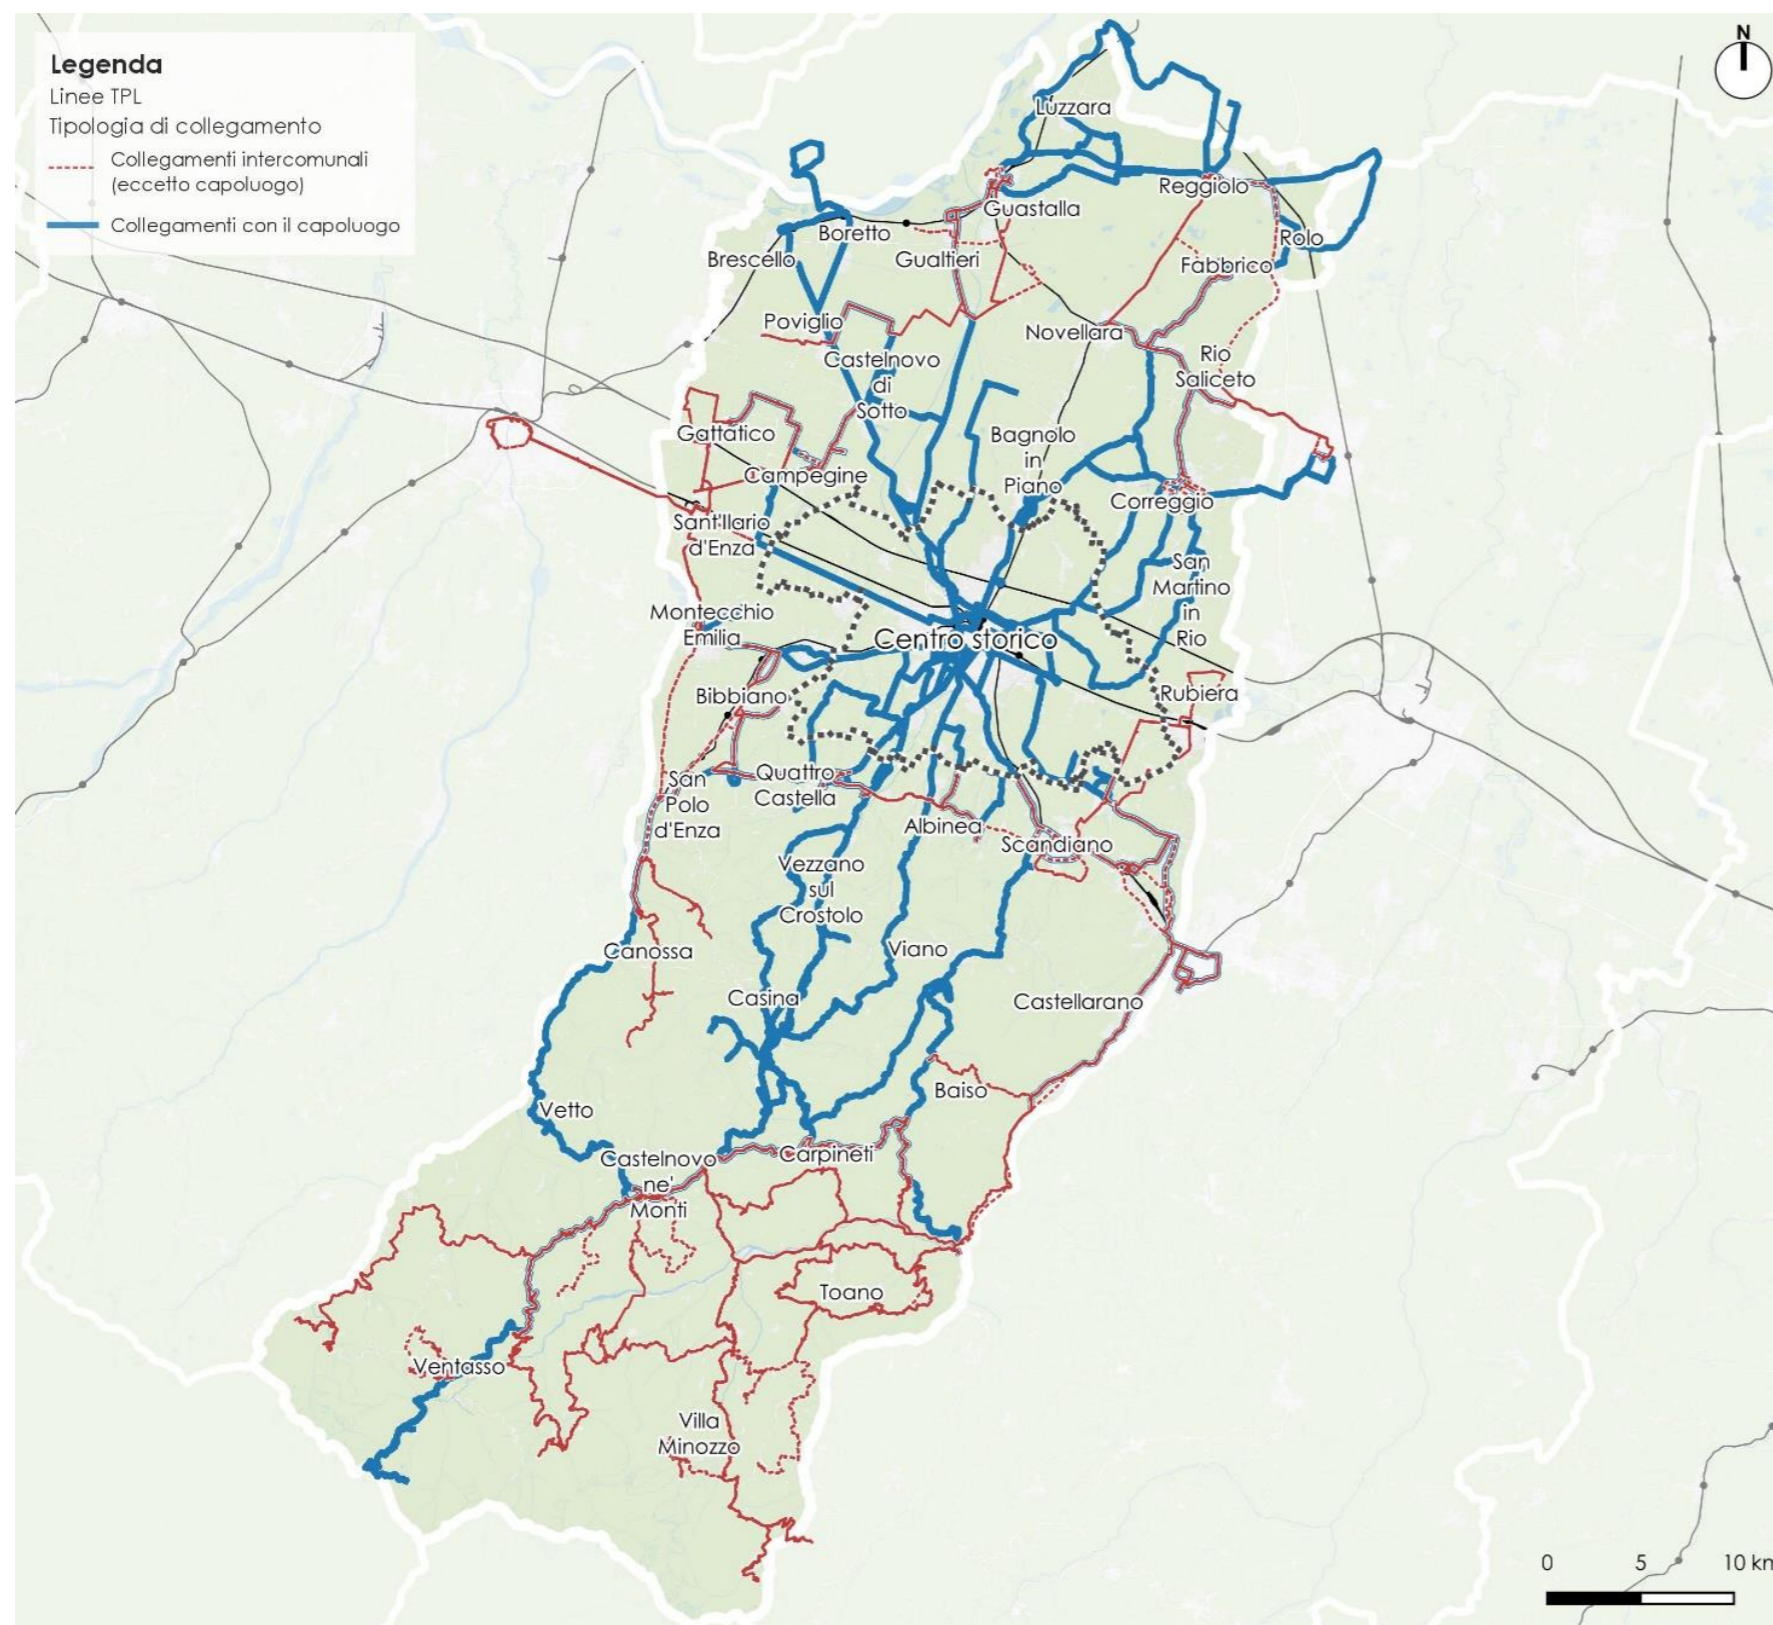 Legenda
Linee TPL
Tipologia di collegamento
Collegamenti intercomunali
(eccetto capoluogo)
Collegamenti con il capoluogo
N
Luzzara
Reggiolo
Guastalla
Boretto
Rolo
Brescello
Gualtieri
Fabbrico
Poviglio
Novellara
Castelnovo
di
Sotto
Rio
Saliceto
Gattatico
Bagnolo
in
Piano
Campegine
Correggio
Sant'Ilario
d'Enza
San
Martino
in
Rio
Montecchio
Emilia
Centro storico
Bibbiano
Rubiera
San
Polo
d'Enza
Quattro
Castella
Albinea
Scandiano
Vezzano
sul
Crostolo
Canossa
Viano
Casina
Castellarano
Baiso
Vetto
Castelnovo
ne'
Monti
Carpineti
Toano
Ventasso
Villa
Minozzo
0 5 10 km